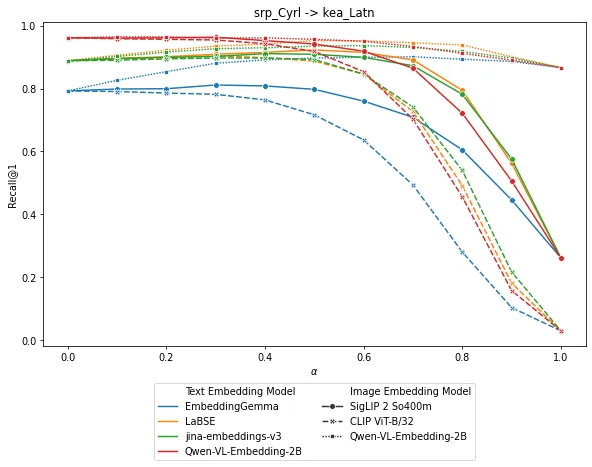 srp_Cyrl -> kea_Latn
Recall@1
1.0
0.8
0.6
0.4
0.2
0.0
0.0 0.2 0.4 0.6 0.8 1.0
α
Text Embedding Model
EmbeddingGemma
LaBSE
jina-embeddings-v3
Qwen-VL-Embedding-2B
Image Embedding Model
SigLIP 2 So400m
CLIP ViT-B/32
Qwen-VL-Embedding-2B